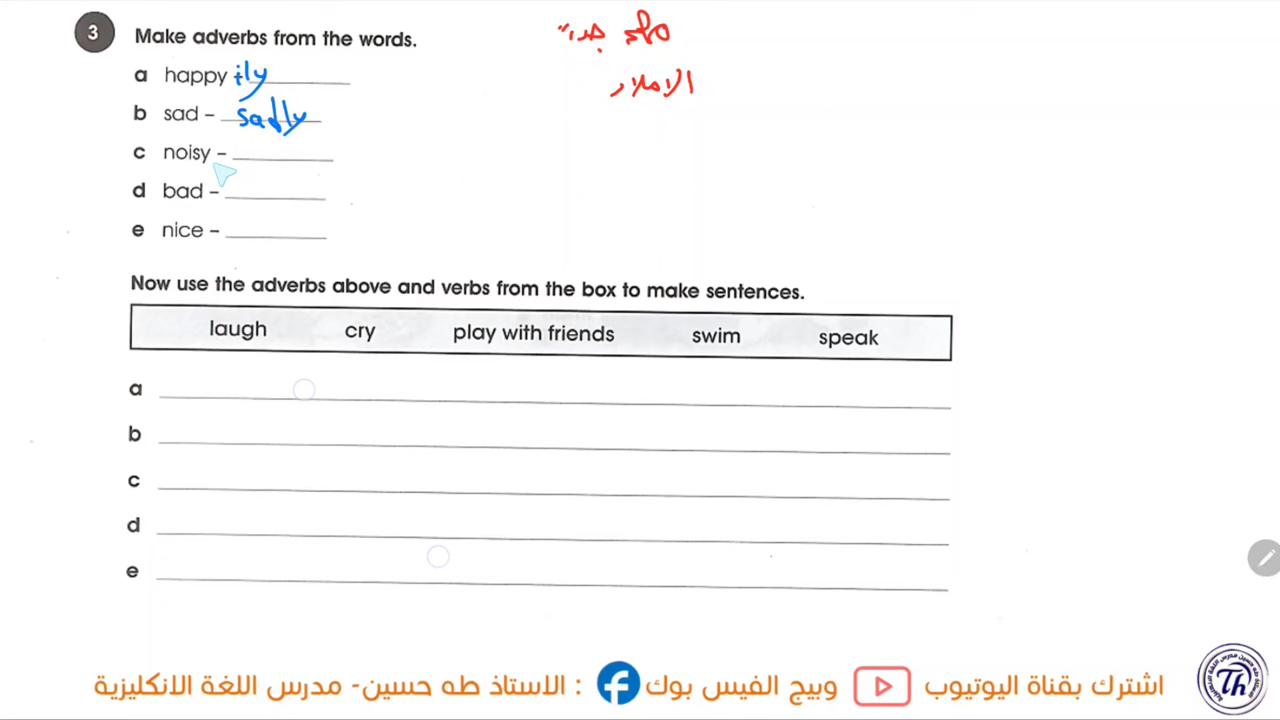 3 Make adverbs from the words.
مهم جدا
الاملاء
a happy ily
b sad – sadly
c noisy –
d bad –
e nice –
Now use the adverbs above and verbs from the box to make sentences.
laugh cry play with friends swim speak
a
b
c
d
e
اشترك بقناة اليوتيوب وبيج الفيس بوك : الاستاذ طه حسين- مدرس اللغة الانكليزية
Th